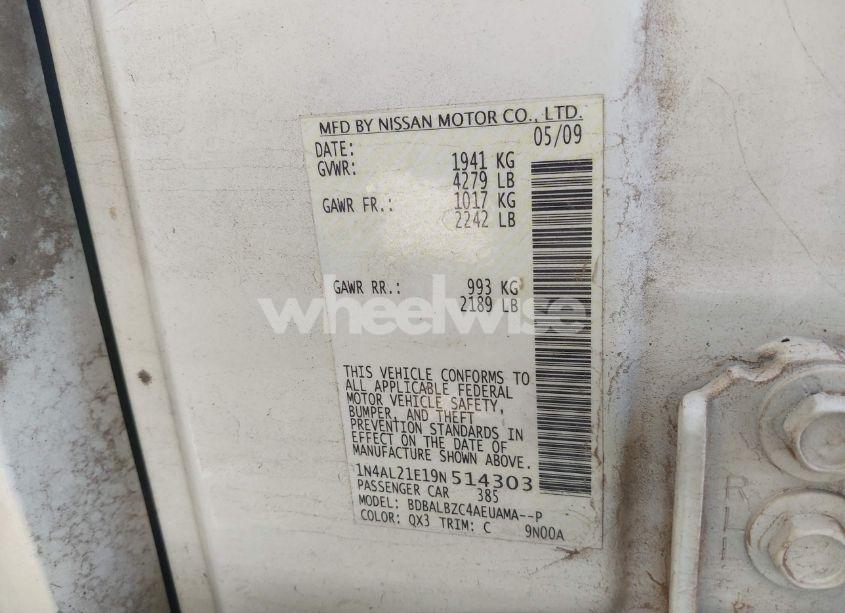 MFD BY NISSAN MOTOR CO., LTD.
DATE: 05/09
GVWR: 1941 KG
4279 LB
GAWR FR.: 1017 KG
2242 LB
GAWR RR.: 993 KG
2189 LB
wheelwise
THIS VEHICLE CONFORMS TO
ALL APPLICABLE FEDERAL
MOTOR VEHICLE SAFETY,
BUMPER, AND THEFT
PREVENTION STANDARDS IN
EFFECT ON THE DATE OF
MANUFACTURE SHOWN ABOVE.
1N4AL21E19N514303
PASSENGER CAR 385
MODEL: BDBALBZC4AEUAMA--P
COLOR: QX3 TRIM: C 9N00A